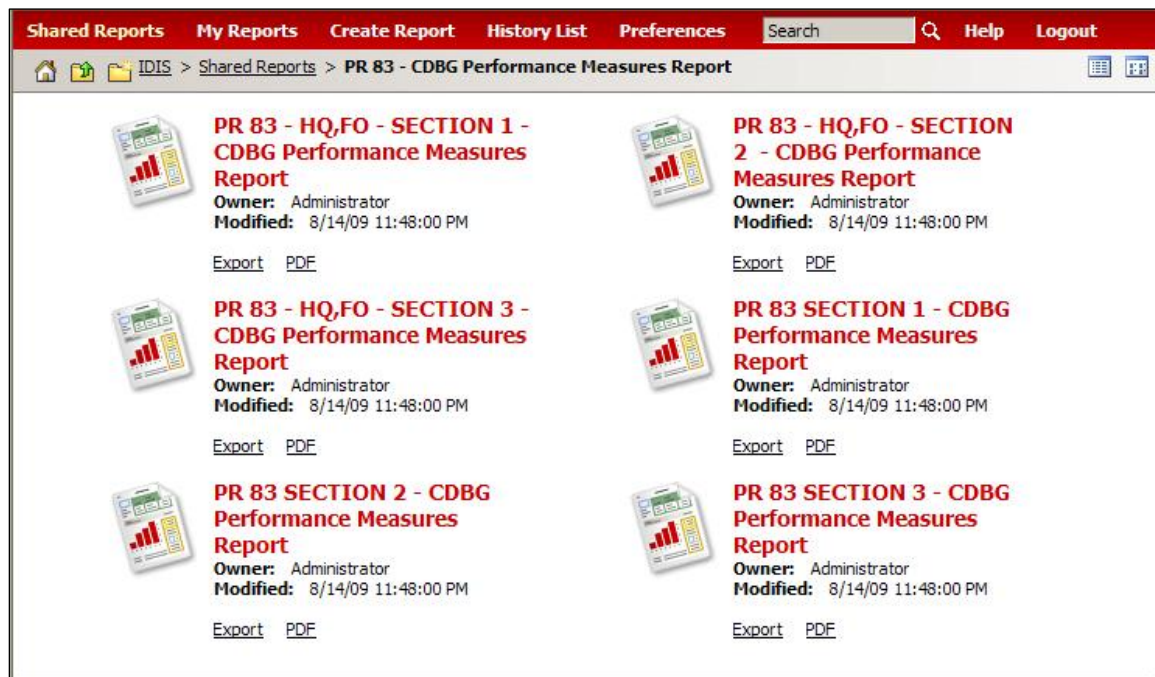 Shared Reports My Reports Create Report History List Preferences Search Help Logout
IDIS > Shared Reports > PR 83 - CDBG Performance Measures Report
PR 83 - HQ,FO - SECTION 1 -
CDBG Performance Measures
Report
Owner: Administrator
Modified: 8/14/09 11:48:00 PM
Export PDF
PR 83 - HQ,FO - SECTION
2 - CDBG Performance
Measures Report
Owner: Administrator
Modified: 8/14/09 11:48:00 PM
Export PDF
PR 83 - HQ,FO - SECTION 3 -
CDBG Performance Measures
Report
Owner: Administrator
Modified: 8/14/09 11:48:00 PM
Export PDF
PR 83 SECTION 1 - CDBG
Performance Measures
Report
Owner: Administrator
Modified: 8/14/09 11:48:00 PM
Export PDF
PR 83 SECTION 2 - CDBG
Performance Measures
Report
Owner: Administrator
Modified: 8/14/09 11:48:00 PM
Export PDF
PR 83 SECTION 3 - CDBG
Performance Measures
Report
Owner: Administrator
Modified: 8/14/09 11:48:00 PM
Export PDF